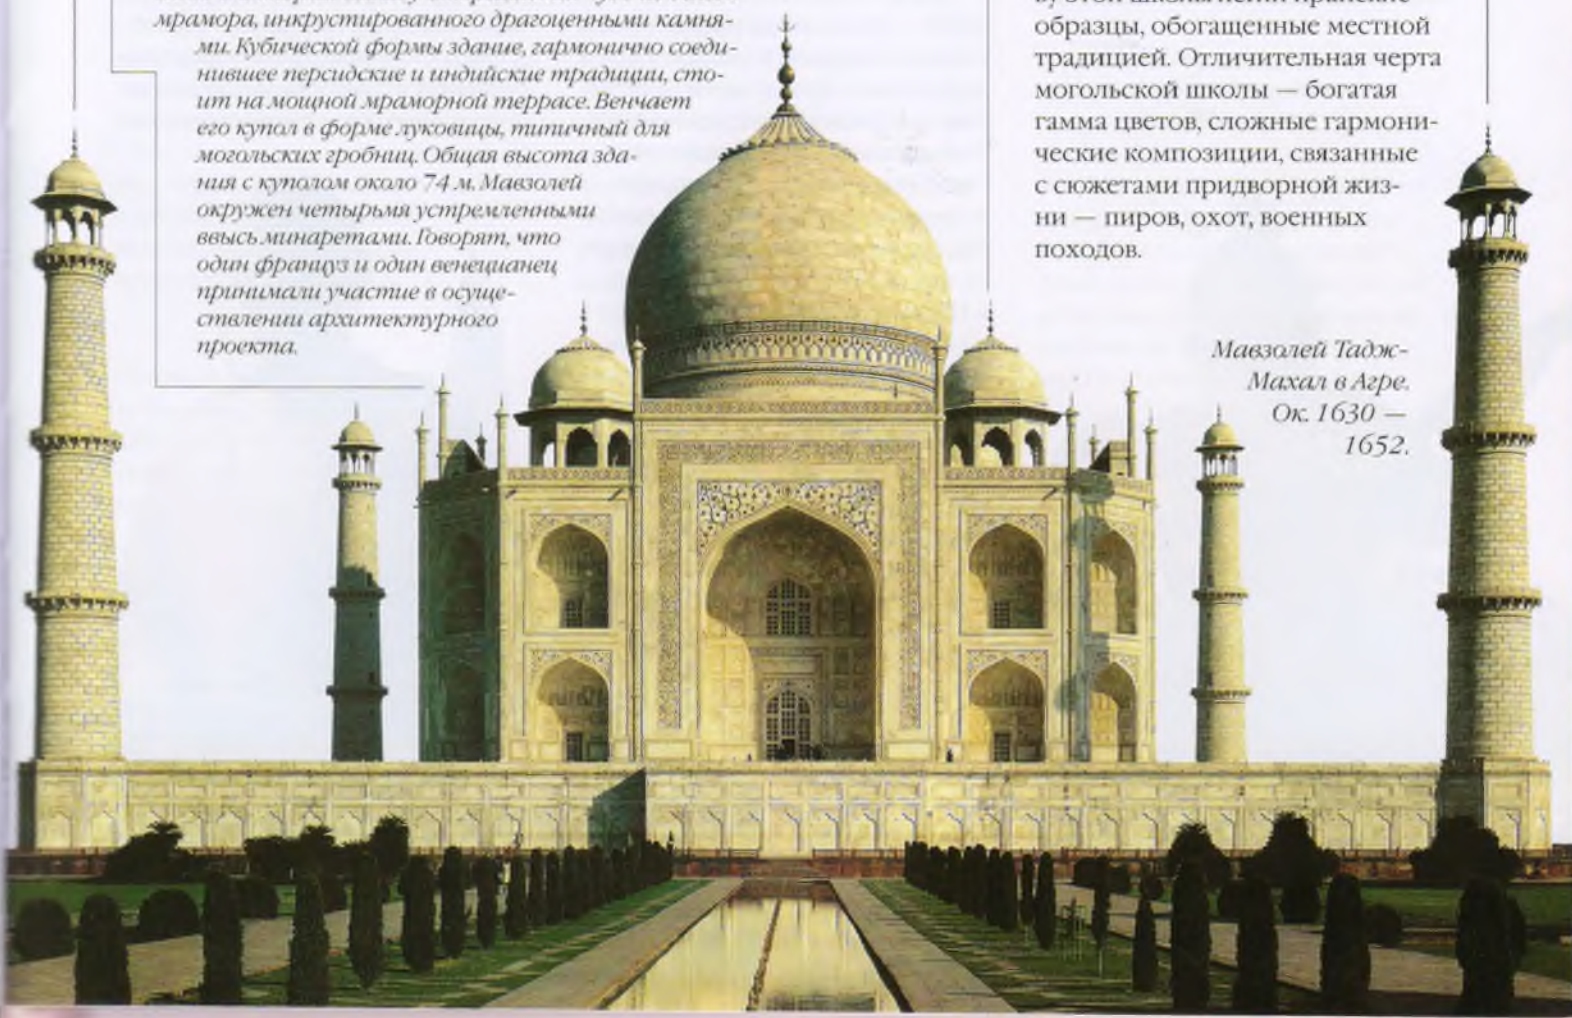 мрамора, инкрустированного драгоценными камня-
ми. Кубической формы здание, гармонично соеди-
нившее персидские и индийские традиции, сто-
ит на мощной мраморной террасе. Венчает
его купол в форме луковицы, типичный для
могольских гробниц. Общая высота зда-
ния с куполом около 74 м. Мавзолей
окружен четырьмя устремленными
ввысь минаретами. Говорят, что
один француз и один венецианец
принимали участие в осуще-
ствлении архитектурного
проекта.
образцы, обогащенные местной
традицией. Отличительная черта
могольской школы — богатая
гамма цветов, сложные гармони-
ческие композиции, связанные
с сюжетами придворной жиз-
ни — пиров, охот, военных
походов.
Мавзолей Тадж-
Махал в Агре.
Ок. 1630 —
1652.